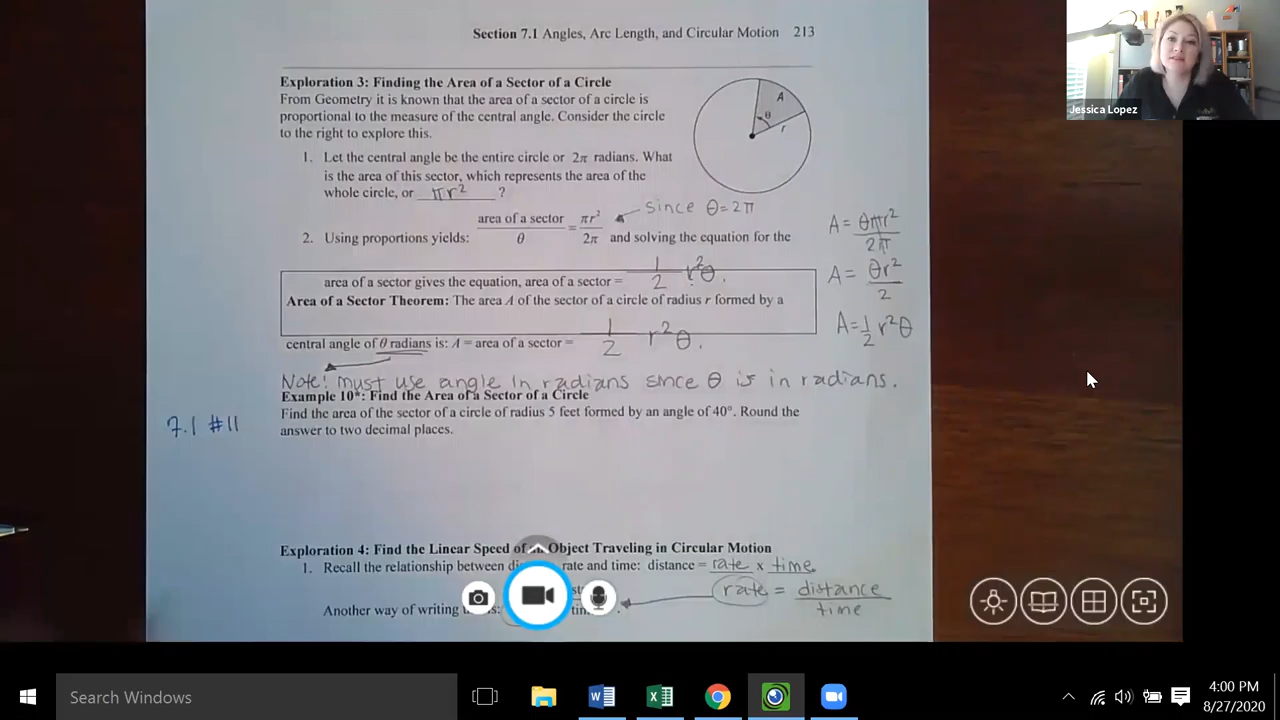 Section 7.1 Angles, Arc Length, and Circular Motion 213
Jessica Lopez
Exploration 3: Finding the Area of a Sector of a Circle
From Geometry it is known that the area of a sector of a circle is
proportional to the measure of the central angle. Consider the circle
to the right to explore this.
A
θ
r
1. Let the central angle be the entire circle or 2π radians. What
is the area of this sector, which represents the area of the
whole circle, or πr² ?
since θ=2π
2. Using proportions yields: area of a sector / θ = πr² / 2π and solving the equation for the
A = θπr² / 2π
area of a sector gives the equation, area of a sector = 1/2 r²θ.
A = θr² / 2
Area of a Sector Theorem: The area A of the sector of a circle of radius r formed by a
A = 1/2 r²θ
central angle of θ radians is: A = area of a sector = 1/2 r²θ.
Note! must use angle in radians since θ is in radians.
Example 10*: Find the Area of a Sector of a Circle
7.1 #11
Find the area of the sector of a circle of radius 5 feet formed by an angle of 40°. Round the
answer to two decimal places.
Exploration 4: Find the Linear Speed of an Object Traveling in Circular Motion
1. Recall the relationship between rate and time: distance = rate x time
rate = distance / time
Another way of writing
Search Windows
4:00 PM
8/27/2020